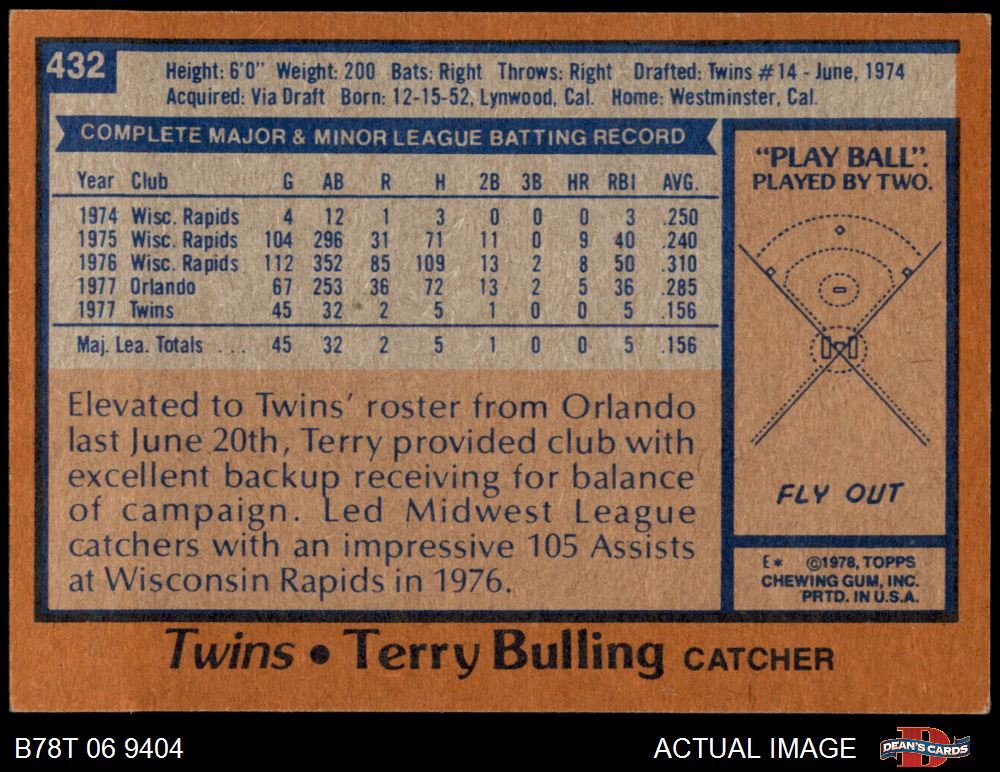 432
Height: 6'0" Weight: 200 Bats: Right Throws: Right Drafted: Twins #14 - June, 1974
Acquired: Via Draft Born: 12-15-52, Lynwood, Cal. Home: Westminster, Cal.
COMPLETE MAJOR & MINOR LEAGUE BATTING RECORD
Year Club G AB R H 2B 3B HR RBI AVG.
1974 Wisc. Rapids 4 12 1 3 0 0 0 3 .250
1975 Wisc. Rapids 104 296 31 71 11 0 9 40 .240
1976 Wisc. Rapids 112 352 85 109 13 2 8 50 .310
1977 Orlando 67 253 36 72 13 2 5 36 .285
1977 Twins 45 32 2 5 1 0 0 5 .156
Maj. Lea. Totals ... 45 32 2 5 1 0 0 5 .156
Elevated to Twins' roster from Orlando
last June 20th, Terry provided club with
excellent backup receiving for balance
of campaign. Led Midwest League
catchers with an impressive 105 Assists
at Wisconsin Rapids in 1976.
"PLAY BALL".
PLAYED BY TWO.
FLY OUT
E* ©1978, TOPPS
CHEWING GUM, INC.
PRTD. IN U.S.A.
Twins • Terry Bulling CATCHER
B78T 06 9404
ACTUAL IMAGE
D
DEAN'S CARDS